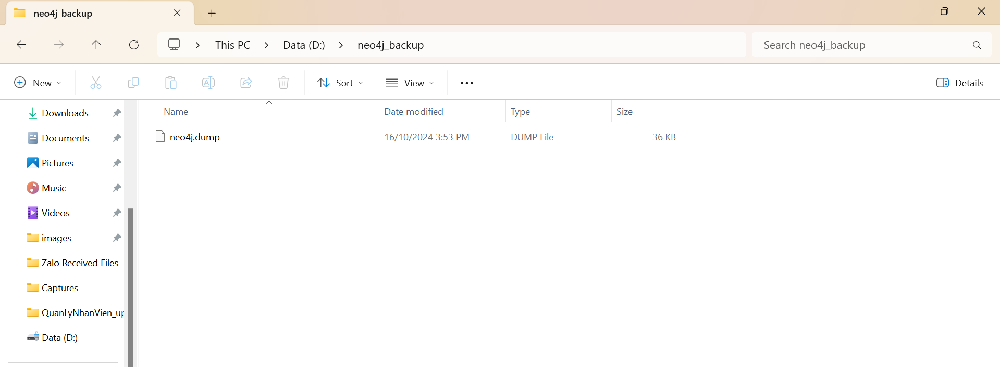 neo4j_backup
This PC > Data (D:) > neo4j_backup
Search neo4j_backup
New
Sort
View
Details
Downloads
Documents
Pictures
Music
Videos
images
Zalo Received Files
Captures
QuanLyNhanVien_up
Data (D:)
Name Date modified Type Size
neo4j.dump 16/10/2024 3:53 PM DUMP File 36 KB